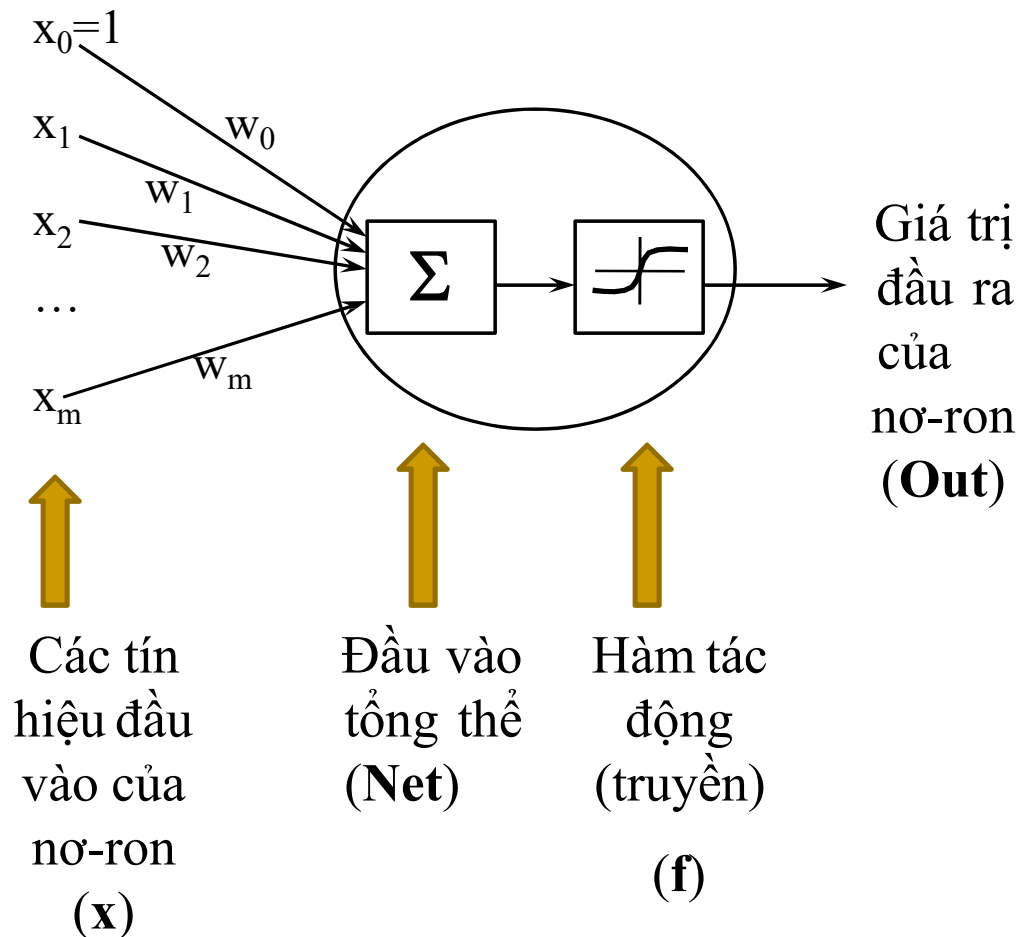 x₀=1
w₀
x₁
w₁
x₂
w₂
…
wₘ
xₘ
Σ
Giá trị
đầu ra
của
nơ-ron
(Out)
Các tín
hiệu đầu
vào của
nơ-ron
(x)
Đầu vào
tổng thể
(Net)
Hàm tác
động
(truyền)
(f)